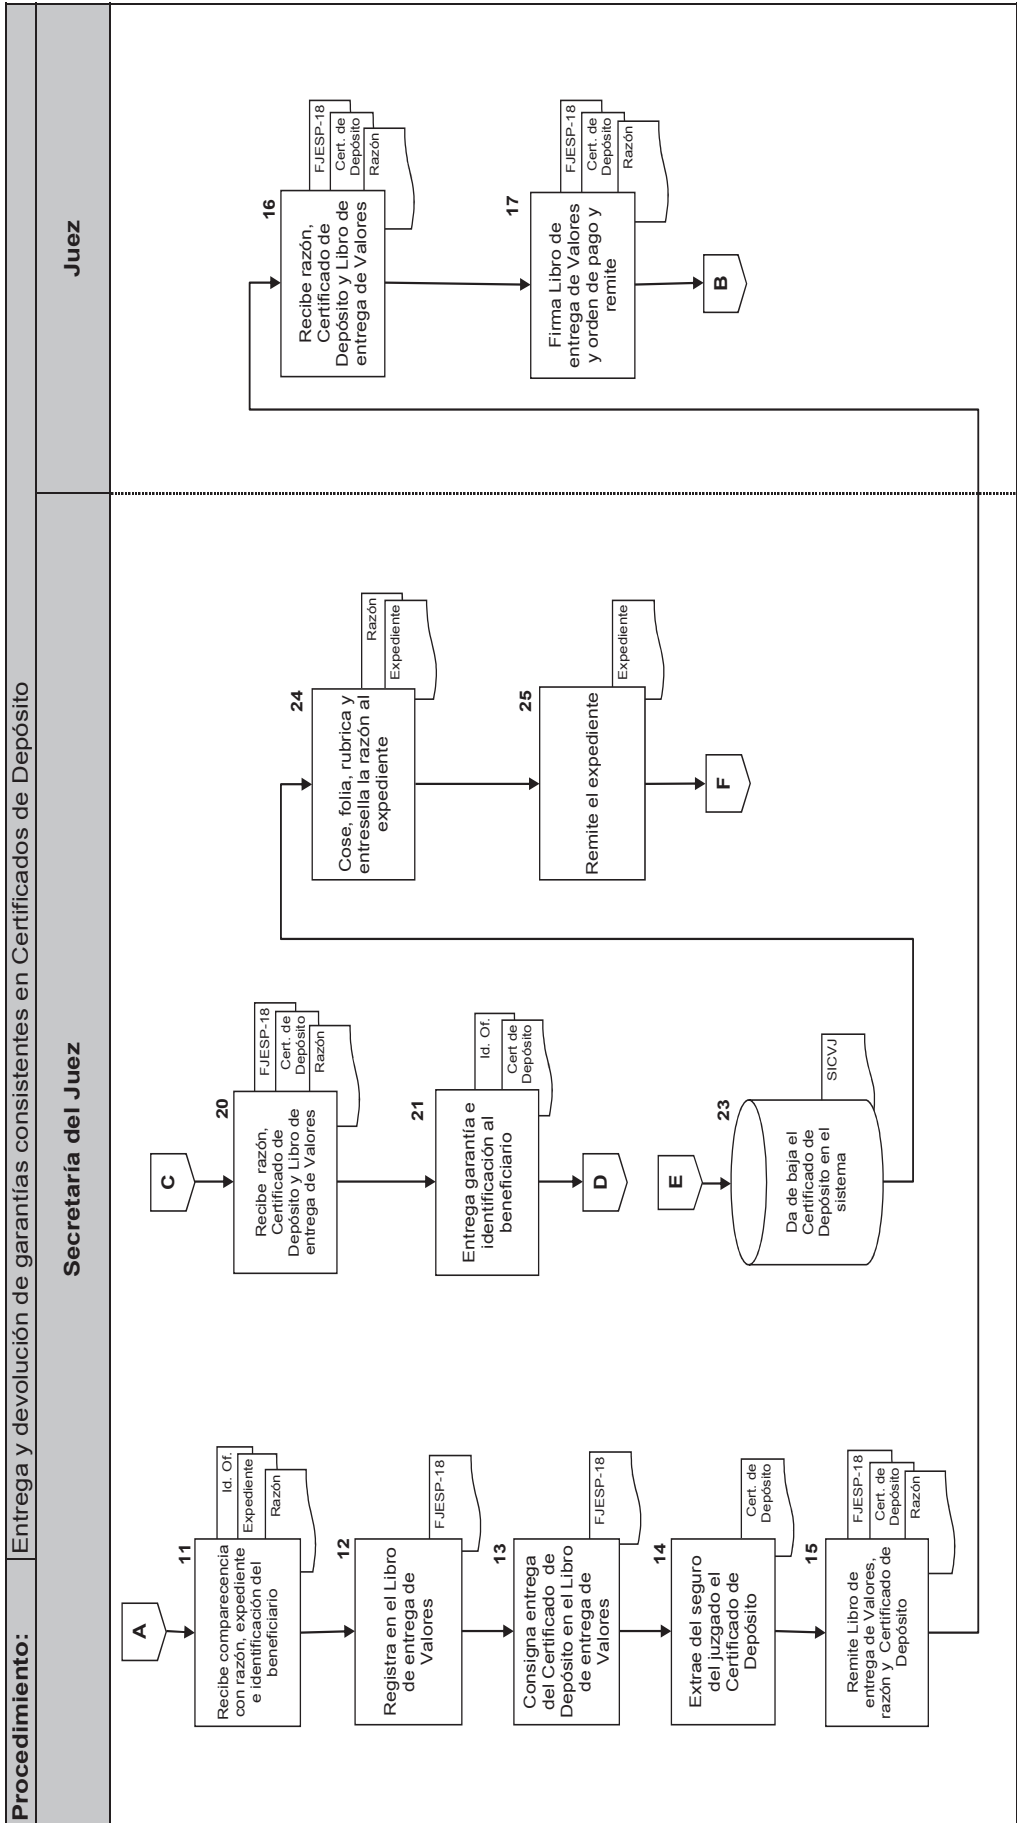 Procedimiento:
Entrega y devolución de garantías consistentes en Certificados de Depósito
Secretaría del Juez
Juez
A
11
Recibe comparecencia
con razón, expediente
e identificación del
beneficiario
Id. Of.
Expediente
Razón
12
Registra en el Libro
de entrega de
Valores
FJESP-18
13
Consigna entrega
del Certificado de
Depósito en el Libro
de entrega de
Valores
FJESP-18
14
Extrae del seguro
del juzgado el
Certificado de
Depósito
Cert. de
Depósito
15
Remite Libro de
entrega de Valores,
razón y Certificado de
Depósito
FJESP-18
Cert. de
Depósito
Razón
C
20
Recibe razón,
Certificado de
Depósito y Libro de
entrega de Valores
FJESP-18
Cert. de
Depósito
Razón
21
Entrega garantía e
identificación al
beneficiario
Id. Of.
Cert de
Depósito
D
E
23
Da de baja el
Certificado de
Depósito en el
sistema
SICVJ
24
Cose, folia, rubrica y
entresella la razón al
expediente
Razón
Expediente
25
Remite el expediente
Expediente
F
16
Recibe razón,
Certificado de
Depósito y Libro de
entrega de Valores
FJESP-18
Cert. de
Depósito
Razón
17
Firma Libro de
entrega de Valores
y orden de pago y
remite
FJESP-18
Cert. de
Depósito
Razón
B